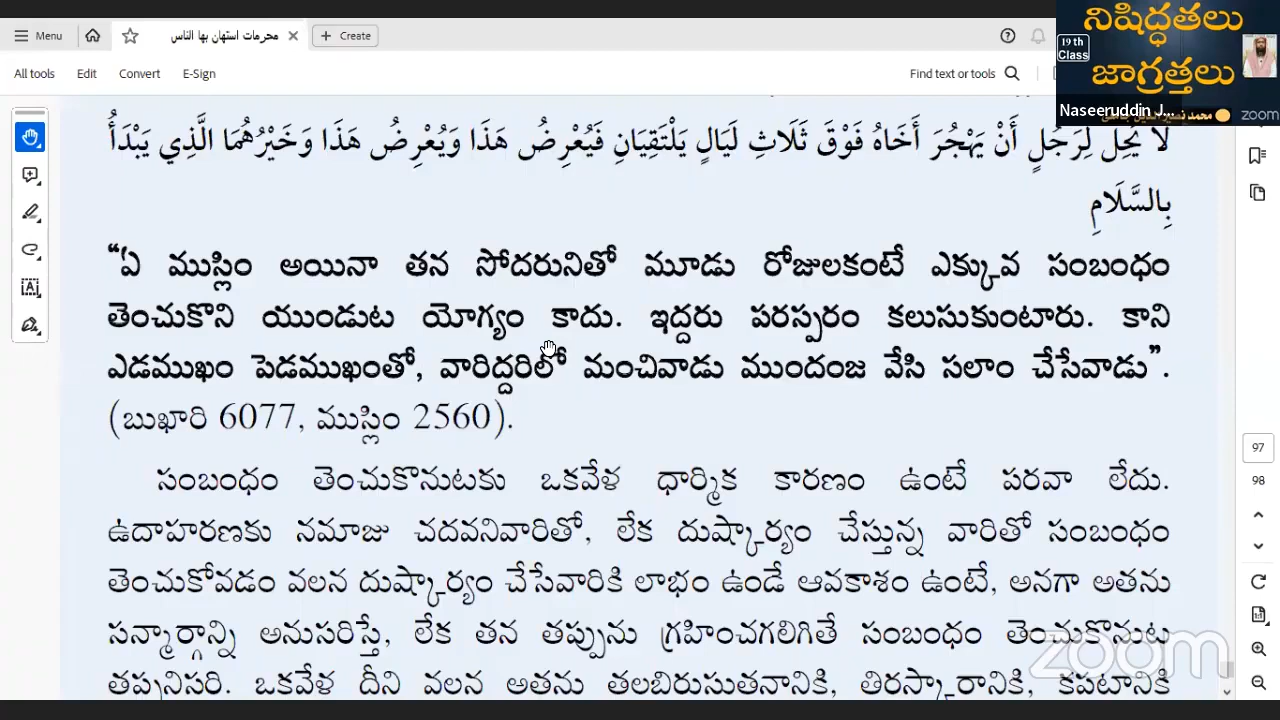 Menu
محرمات استهان بها الناس
Create
నిషిద్ధతలు
19 th
Class
జాగ్రత్తలు
All tools Edit Convert E-Sign
Find text or tools
Naseeruddin J...
zoom
لَا يَحِلُّ لِرَجُلٍ أَنْ يَهْجُرَ أَخَاهُ فَوْقَ ثَلَاثِ لَيَالٍ يَلْتَقِيَانِ فَيُعْرِضُ هَذَا وَيُعْرِضُ هَذَا وَخَيْرُهُمَا الَّذِي يَبْدَأُ
بِالسَّلَامِ
“ఏ ముస్లిం అయినా తన సోదరునితో మూడు రోజులకంటే ఎక్కువ సంబంధం
తెంచుకొని యుండుట యోగ్యం కాదు. ఇద్దరు పరస్పరం కలుసుకుంటారు. కాని
ఎడముఖం పెడముఖంతో, వారిద్దరిలో మంచివాడు ముందంజ వేసి సలాం చేసేవాడు”.
(బుఖారి 6077, ముస్లిం 2560).
సంబంధం తెంచుకొనుటకు ఒకవేళ ధార్మిక కారణం ఉంటే పరవా లేదు.
ఉదాహరణకు నమాజు చదవనివారితో, లేక దుష్కార్యం చేస్తున్న వారితో సంబంధం
తెంచుకోవడం వలన దుష్కార్యం చేసేవారికి లాభం ఉండే ఆవకాశం ఉంటే, అనగా అతను
సన్మార్గాన్ని అనుసరిస్తే, లేక తన తప్పును గ్రహించగలిగితే సంబంధం తెంచుకొనుట
తప్పనిసరి. ఒకవేళ దీని వలన అతను తలబిరుసుతనానికి, తిరస్కారానికి, కపటానికి
97
98
zoom